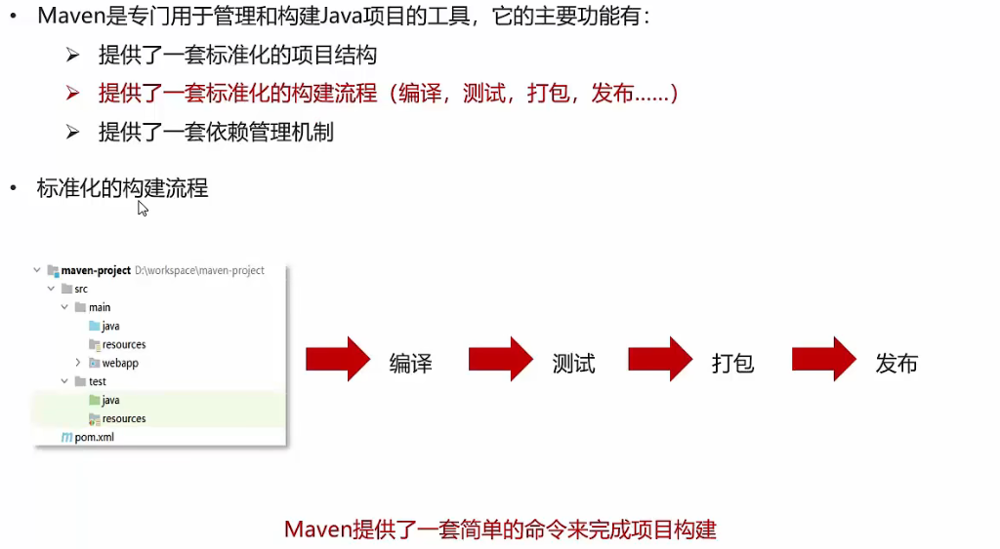 • Maven是专门用于管理和构建Java项目的工具，它的主要功能有：
➢ 提供了一套标准化的项目结构
➢ 提供了一套标准化的构建流程（编译，测试，打包，发布……）
➢ 提供了一套依赖管理机制
• 标准化的构建流程
maven-project D:\workspace\maven-project
src
main
java
resources
webapp
test
java
resources
pom.xml
编译 测试 打包 发布
Maven提供了一套简单的命令来完成项目构建